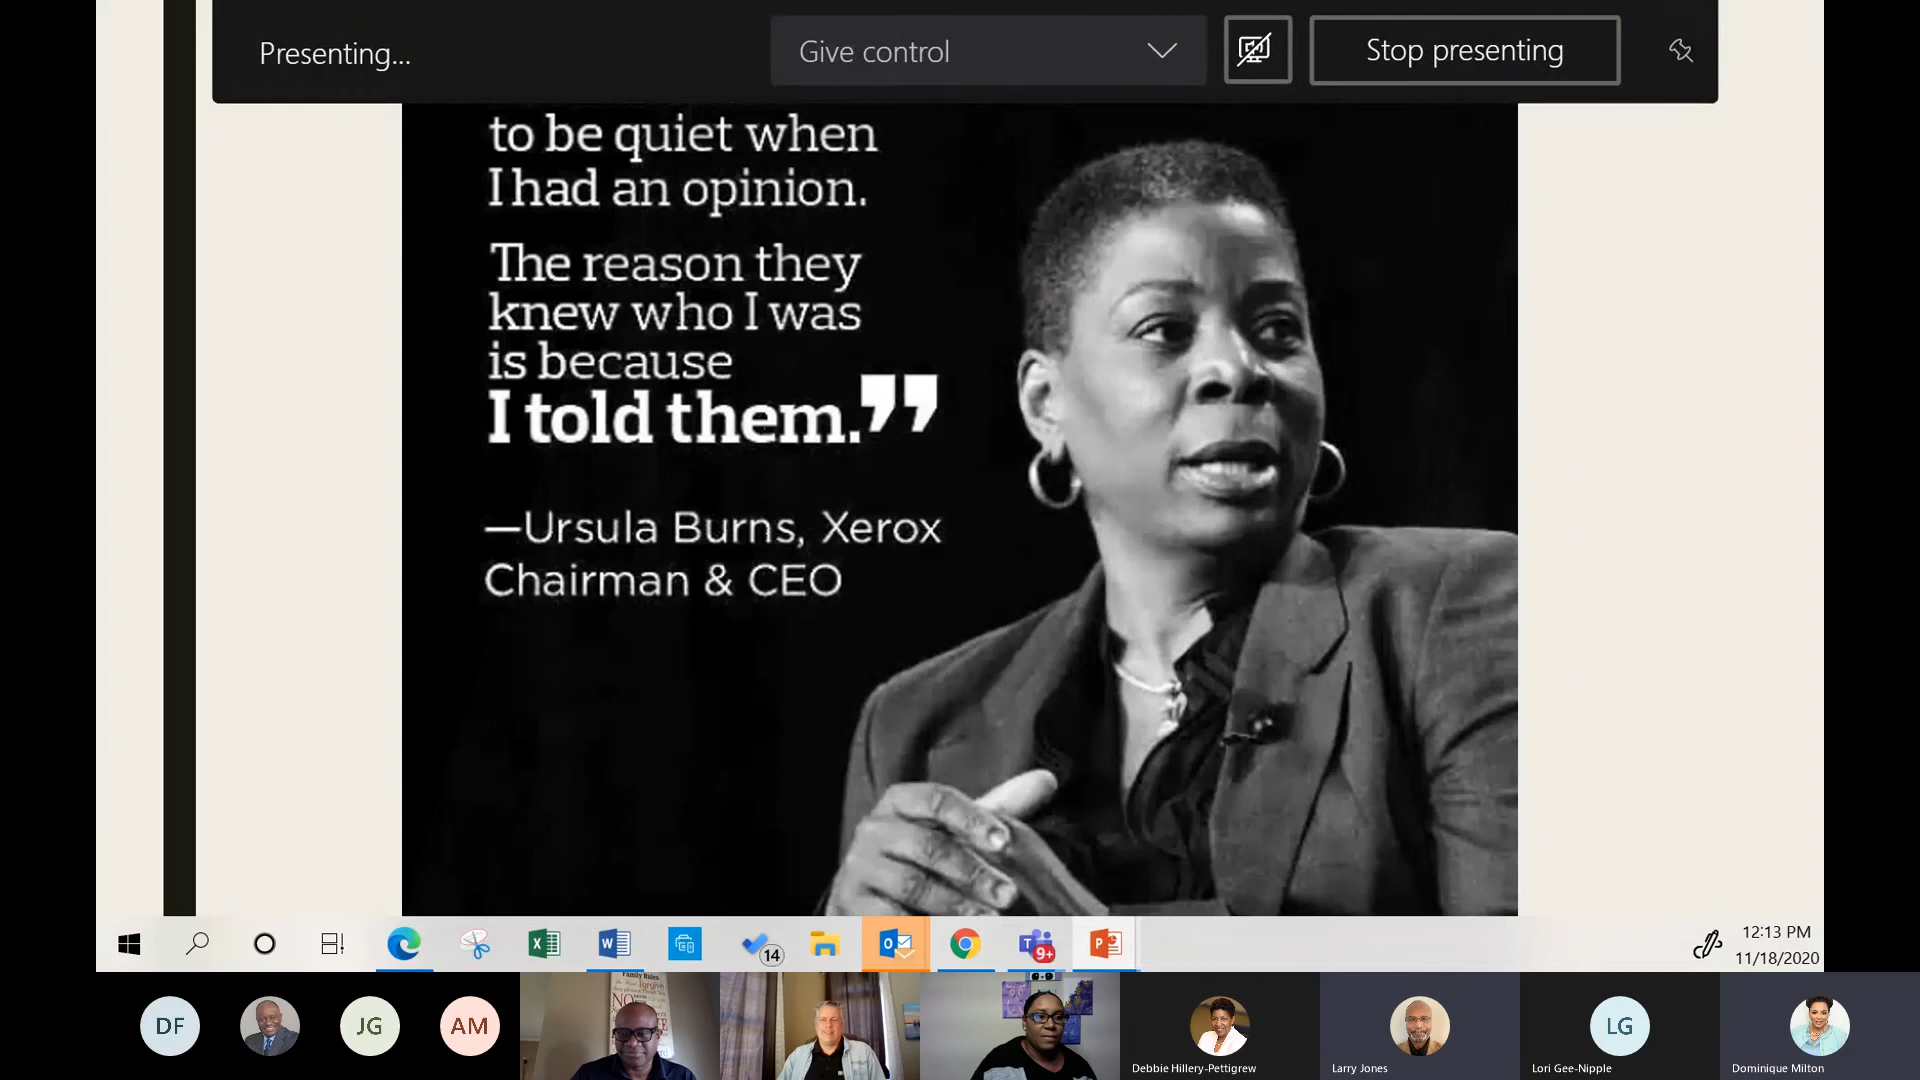 Presenting...
Give control
Stop presenting
to be quiet when
I had an opinion.
The reason they
knew who I was
is because
I told them.”
—Ursula Burns, Xerox
Chairman & CEO
14
9+
12:13 PM
11/18/2020
DF
JG
AM
Family Rules
Debbie Hillery-Pettigrew
Larry Jones
LG
Lori Gee-Nipple
Dominique Milton